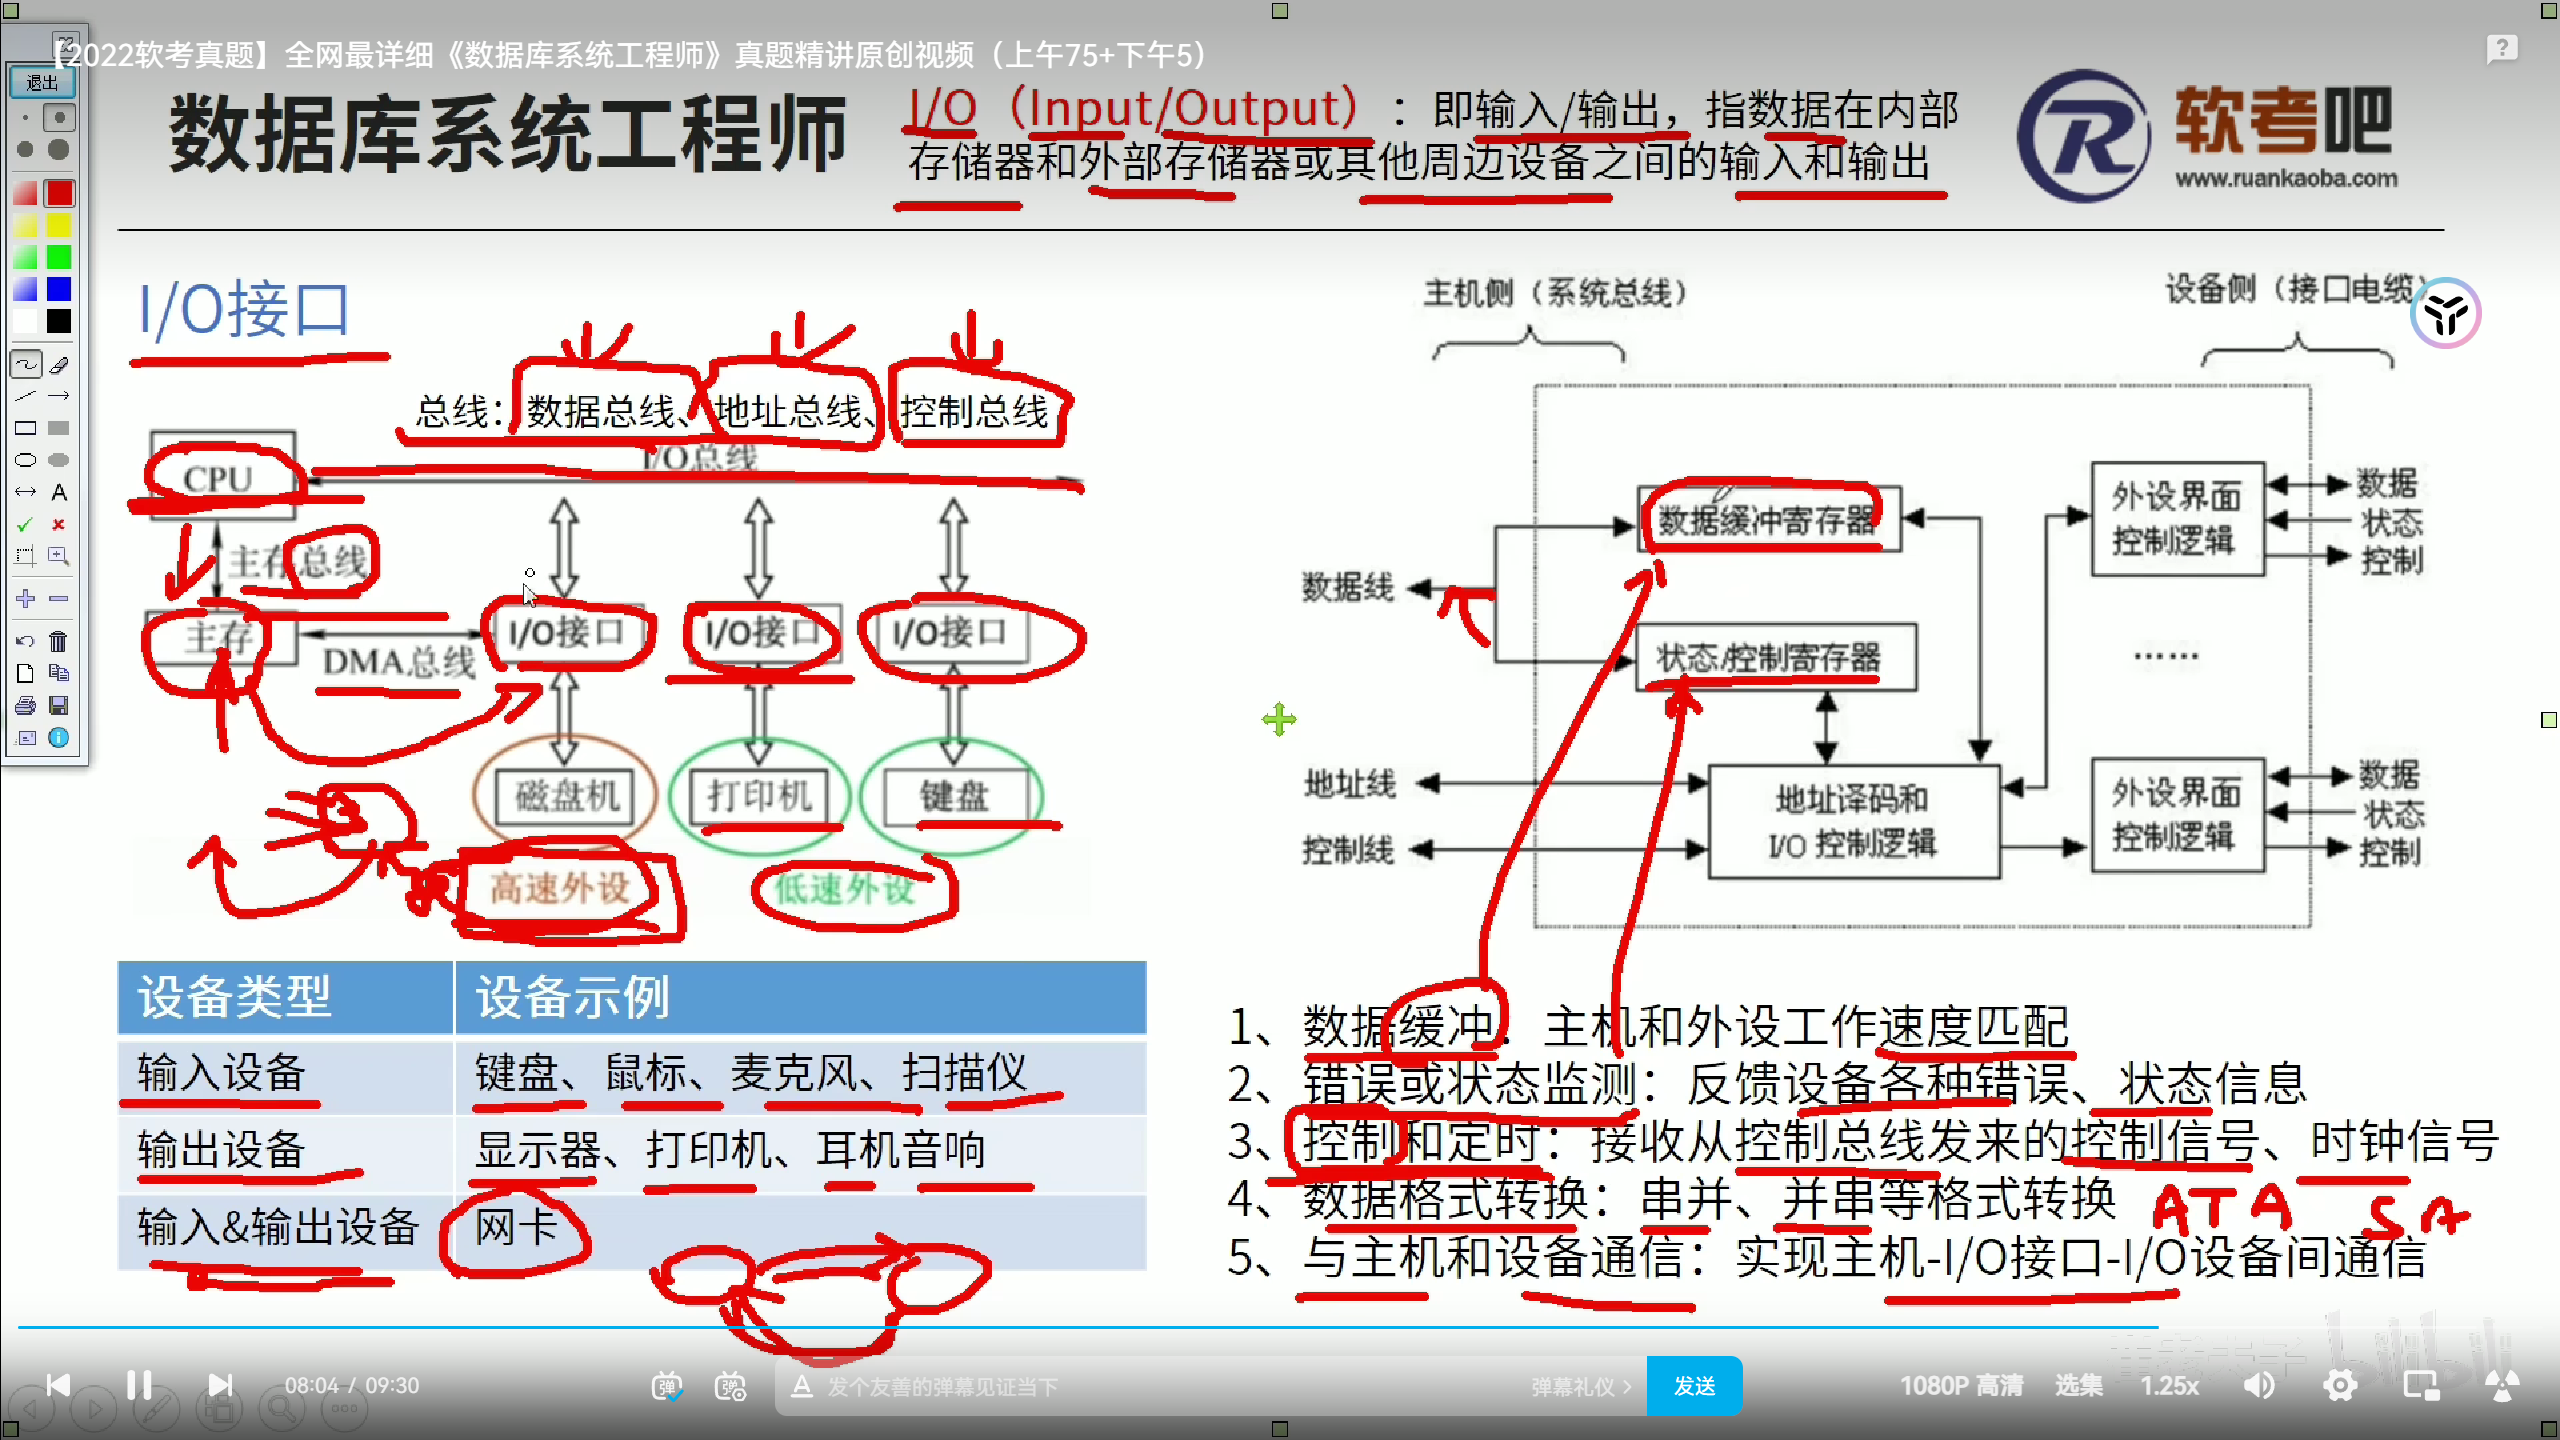 【2022软考真题】全网最详细《数据库系统工程师》真题精讲原创视频（上午75+下午5）
退出
数据库系统工程师
I/O（Input/Output）：即输入/输出，指数据在内部
存储器和外部存储器或其他周边设备之间的输入和输出
软考吧
www.ruankaoba.com
I/O接口
总线：数据总线、地址总线、控制总线
CPU
I/O总线
主存总线
主存
DMA总线
I/O接口
I/O接口
I/O接口
磁盘机
打印机
键盘
高速外设
低速外设
主机侧（系统总线）
设备侧（接口电缆）
数据缓冲寄存器
外设界面
控制逻辑
数据
状态
控制
数据线
状态/控制寄存器
……
地址线
控制线
地址译码和
I/O 控制逻辑
外设界面
控制逻辑
数据
状态
控制
设备类型 设备示例
输入设备 键盘、鼠标、麦克风、扫描仪
输出设备 显示器、打印机、耳机音响
输入&输出设备 网卡
1、数据缓冲：主机和外设工作速度匹配
2、错误或状态监测：反馈设备各种错误、状态信息
3、控制和定时：接收从控制总线发来的控制信号、时钟信号
4、数据格式转换：串并、并串等格式转换
ATA SA
5、与主机和设备通信：实现主机-I/O接口-I/O设备间通信
bilibili
08:04 / 09:30
弹
弹
A 发个友善的弹幕见证当下
弹幕礼仪
发送
1080P 高清
选集
1.25x